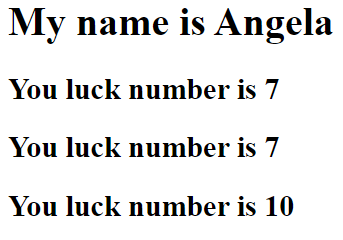 My name is Angela
You luck number is 7
You luck number is 7
You luck number is 10